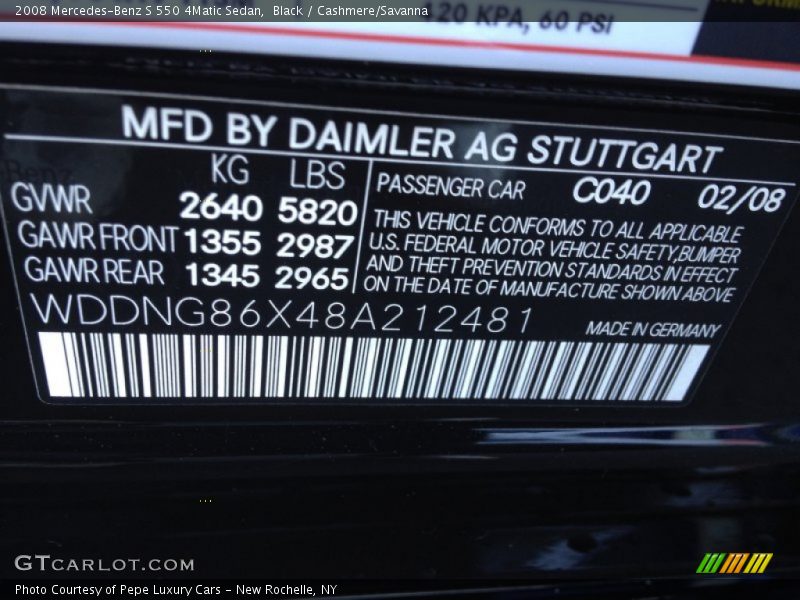 2008 Mercedes-Benz S 550 4Matic Sedan,  Black / Cashmere/Savanna
20 KPA, 60 PSI
MFD BY DAIMLER AG STUTTGART
KG LBS
GVWR 2640 5820
GAWR FRONT 1355 2987
GAWR REAR 1345 2965
PASSENGER CAR C040 02/08
THIS VEHICLE CONFORMS TO ALL APPLICABLE
U.S. FEDERAL MOTOR VEHICLE SAFETY,BUMPER
AND THEFT PREVENTION STANDARDS IN EFFECT
ON THE DATE OF MANUFACTURE SHOWN ABOVE
WDDNG86X48A212481
MADE IN GERMANY
GTCARLOT.COM
Photo Courtesy of Pepe Luxury Cars - New Rochelle, NY